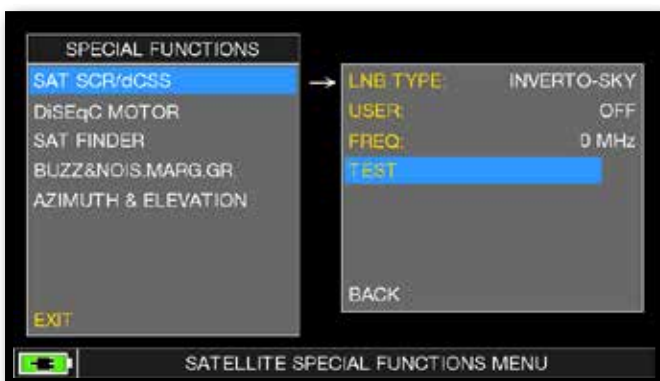 SPECIAL FUNCTIONS
SAT SCR/dCSS
DiSEqC MOTOR
SAT FINDER
BUZZ&NOIS.MARG.GR
AZIMUTH & ELEVATION
EXIT
→ LNB TYPE: INVERTO-SKY
USER: OFF
FREQ: 0 MHz
TEST
BACK
SATELLITE SPECIAL FUNCTIONS MENU